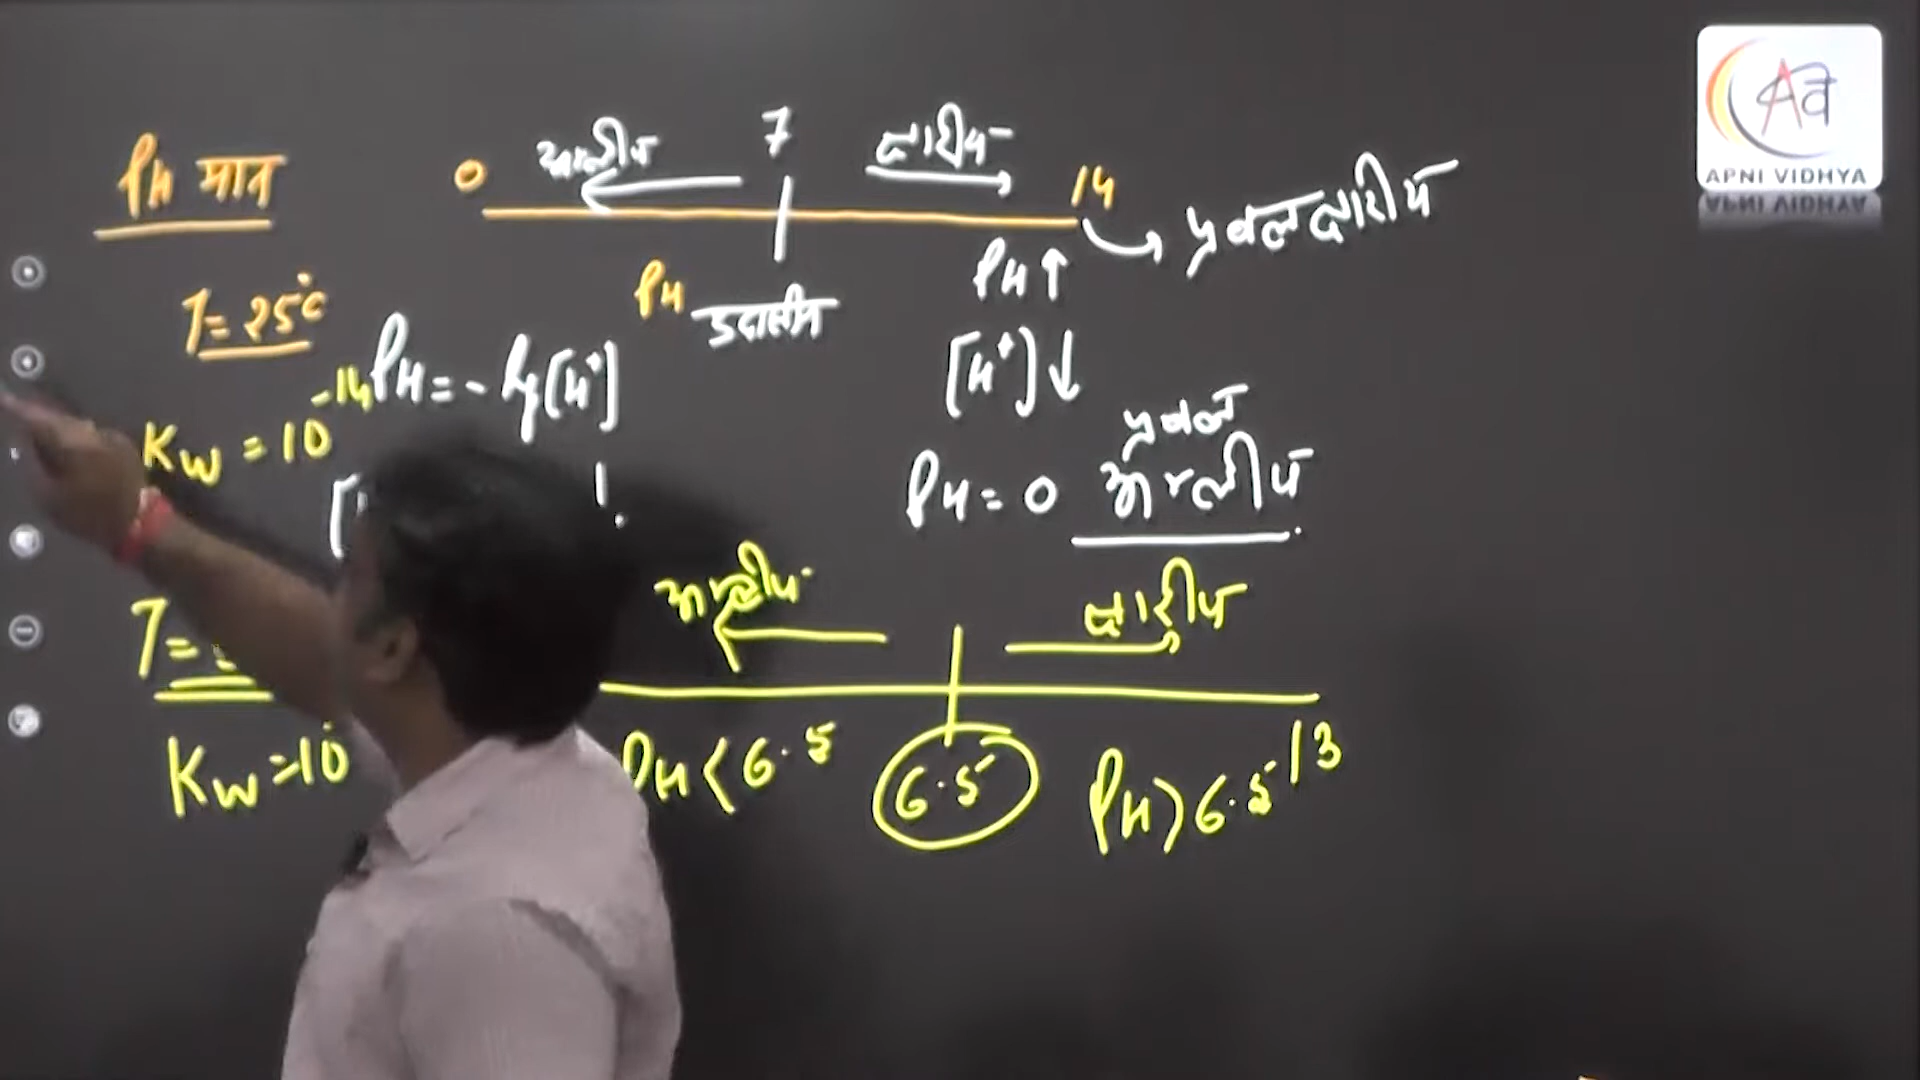 PH मान
0 अम्लीय 7 क्षारीय 14
प्रबल क्षारीय
T = 25°C
PH उदासीन
PH ↑
PH = - log [H⁺]
[H⁺] ↓
Kw = 10⁻¹⁴
PH = 0 प्रबल अम्लीय
अम्लीय क्षारीय
T =
Kw = 10
PH < 6.5 6.5 PH > 6.5 13
APNI VIDHYA